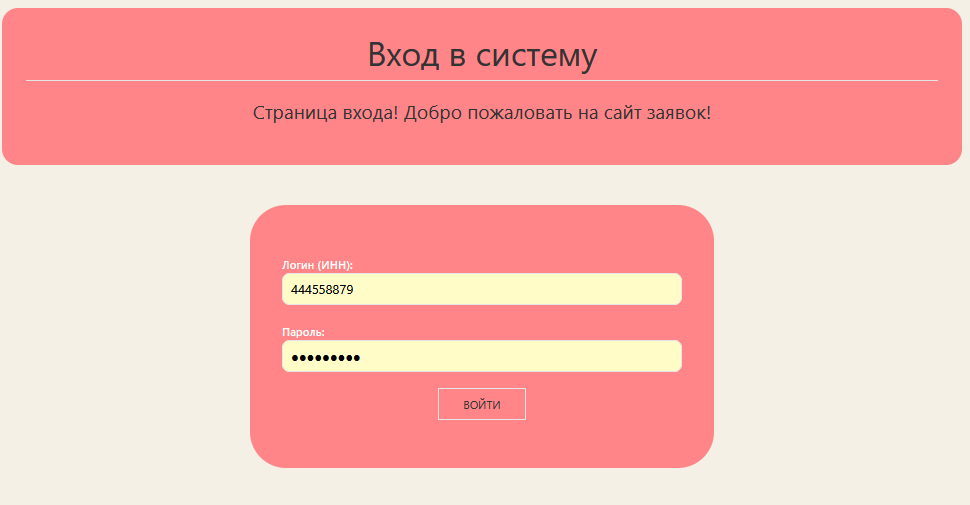 Вход в систему
Страница входа! Добро пожаловать на сайт заявок!
Логин (ИНН):
444558879
Пароль:
●●●●●●●●●
ВОЙТИ